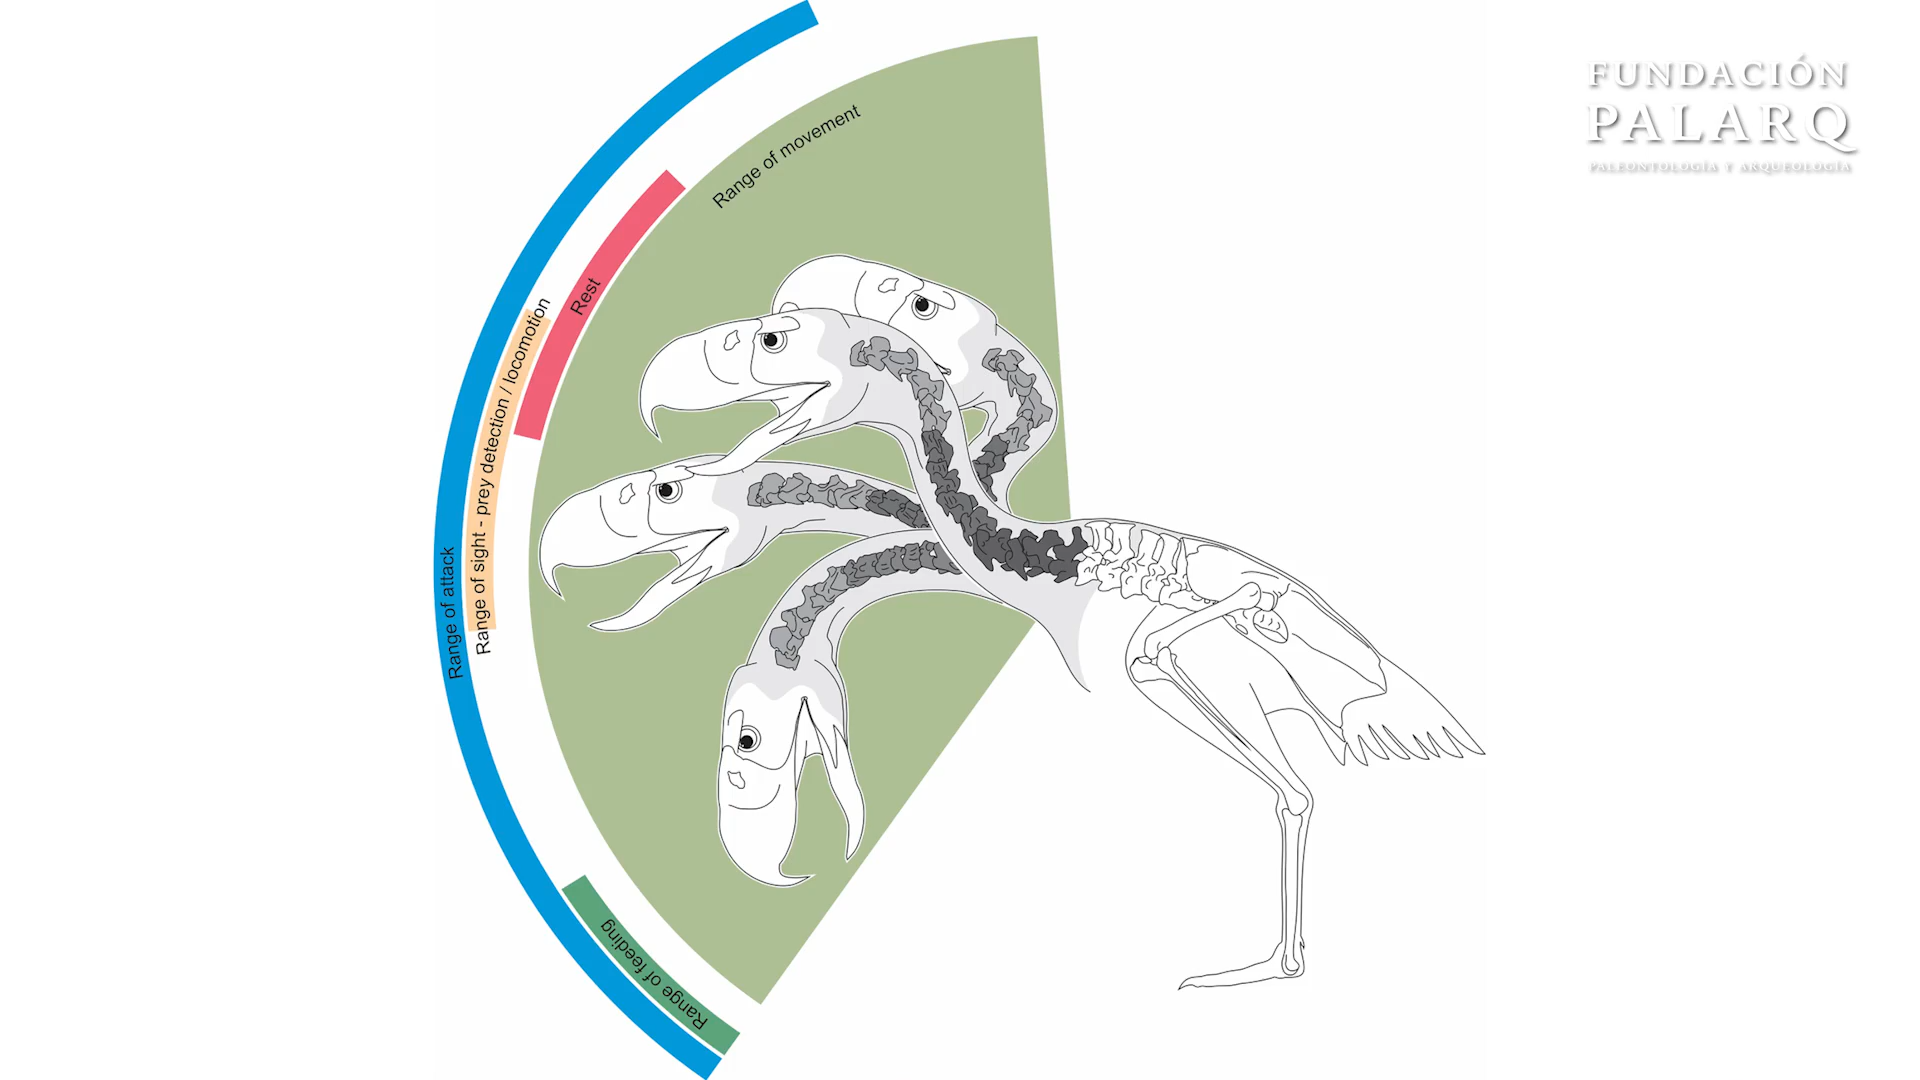 FUNDACIÓN
PALARQ
PALEONTOLOGÍA Y ARQUEOLOGÍA
Range of movement
Rest
Range of sight - prey detection / locomotion
Range of attack
Range of feeding